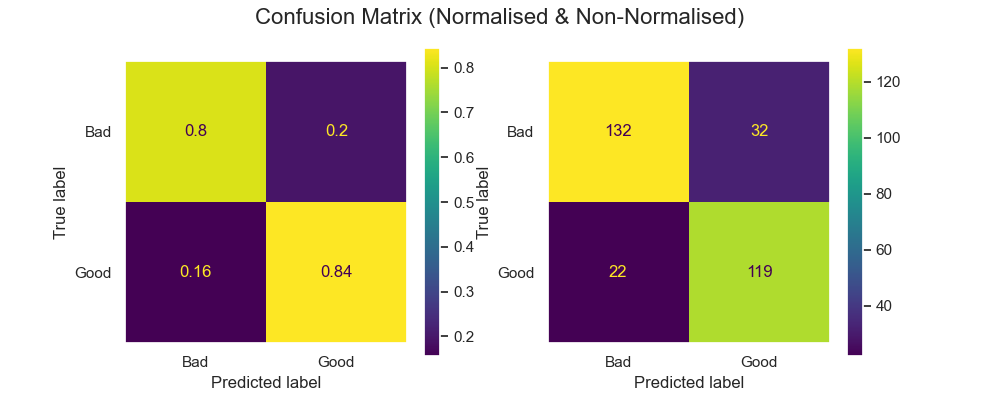 Confusion Matrix (Normalised & Non-Normalised)
True label
Bad
Good
0.8
0.2
0.16
0.84
Bad
Good
Predicted label
0.8
0.7
0.6
0.5
0.4
0.3
0.2
True label
Bad
Good
132
32
22
119
Bad
Good
Predicted label
120
100
80
60
40